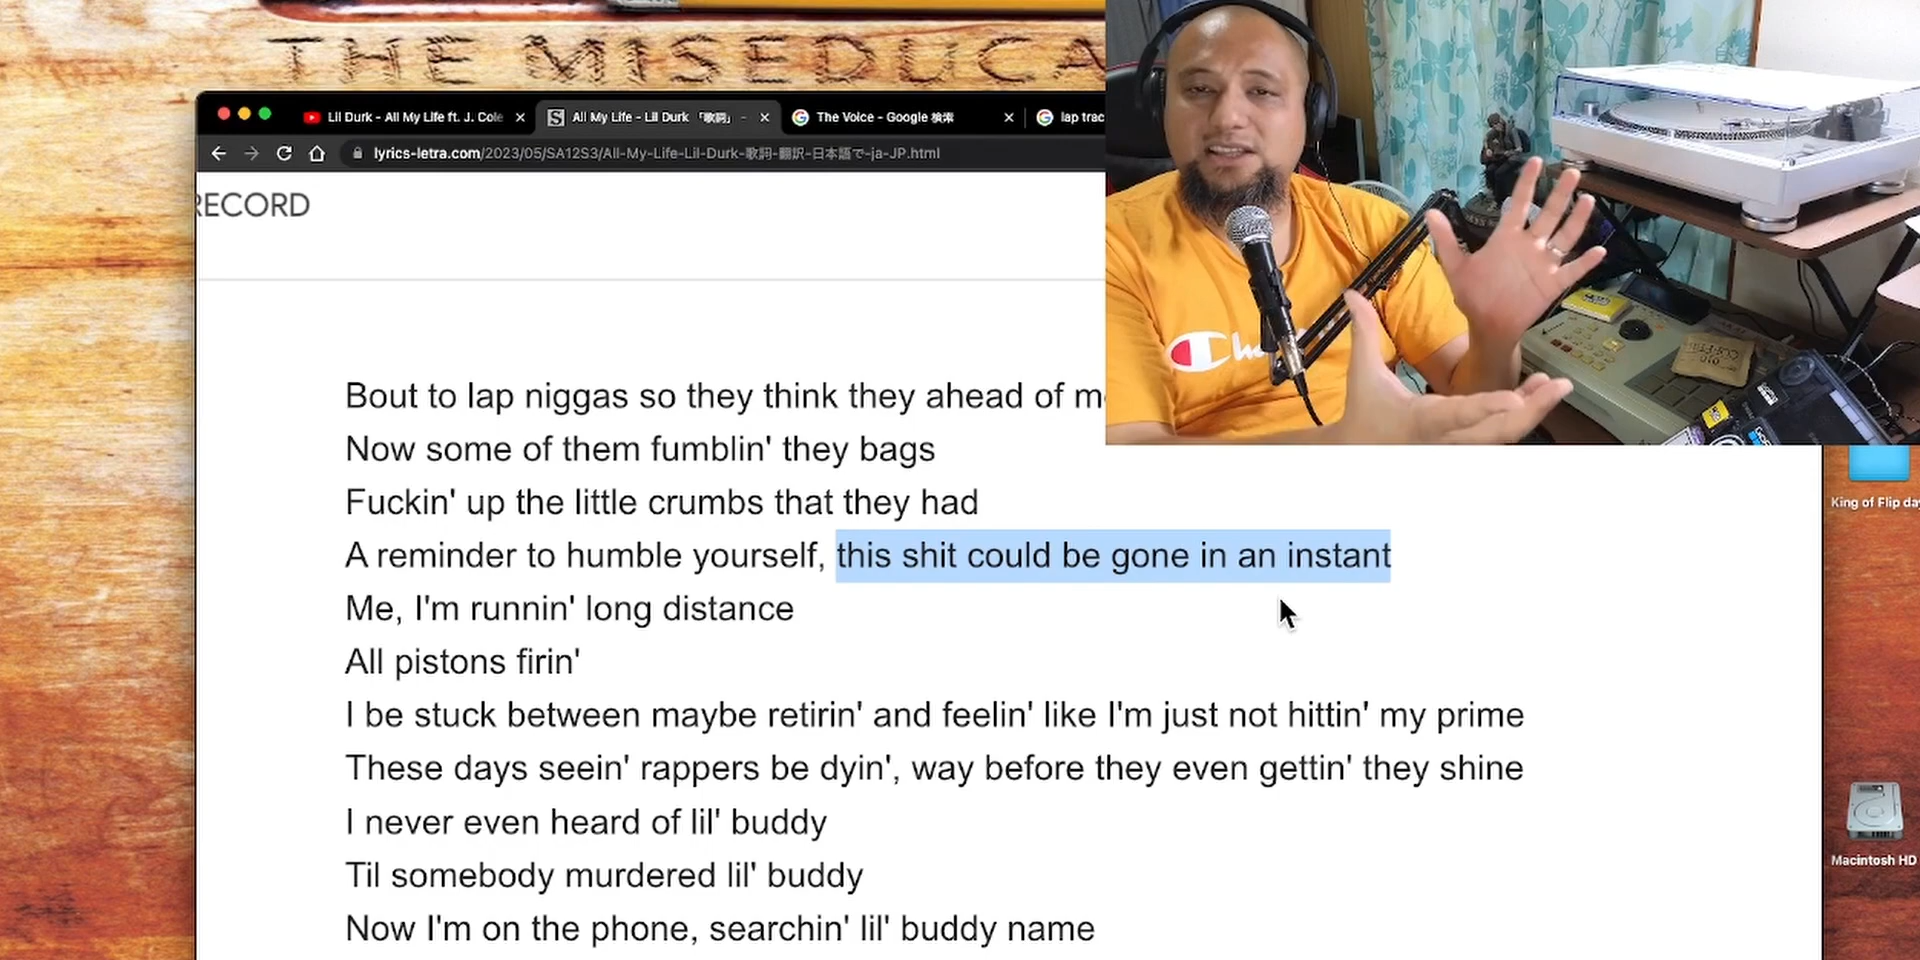 THE MISEDUCA
Lil Durk - All My Life ft. J. Cole
All My Life - Lil Durk 「歌詞」 -
The Voice - Google 検索
lap trac
lyrics-letra.com/2023/05/SA12S3/All-My-Life-Lil-Durk-歌詞-翻訳-日本語で-ja-JP.html
RECORD
Bout to lap niggas so they think they ahead of me
Now some of them fumblin' they bags
Fuckin' up the little crumbs that they had
A reminder to humble yourself, this shit could be gone in an instant
Me, I'm runnin' long distance
All pistons firin'
I be stuck between maybe retirin' and feelin' like I'm just not hittin' my prime
These days seein' rappers be dyin', way before they even gettin' they shine
I never even heard of lil' buddy
Til somebody murdered lil' buddy
Now I'm on the phone, searchin' lil' buddy name
Cha
King of Flip day
Macintosh HD